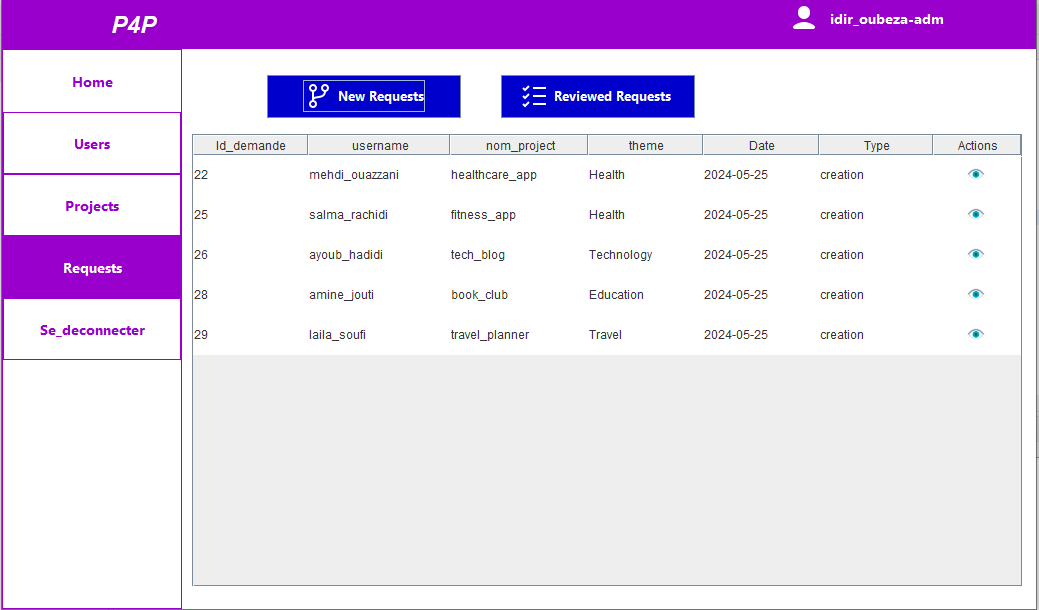 P4P
idir_oubeza-adm
Home
Users
Projects
Requests
Se_deconnecter
New Requests
Reviewed Requests
Id_demande username nom_project theme Date Type Actions
22 mehdi_ouazzani healthcare_app Health 2024-05-25 creation
25 salma_rachidi fitness_app Health 2024-05-25 creation
26 ayoub_hadidi tech_blog Technology 2024-05-25 creation
28 amine_jouti book_club Education 2024-05-25 creation
29 laila_soufi travel_planner Travel 2024-05-25 creation